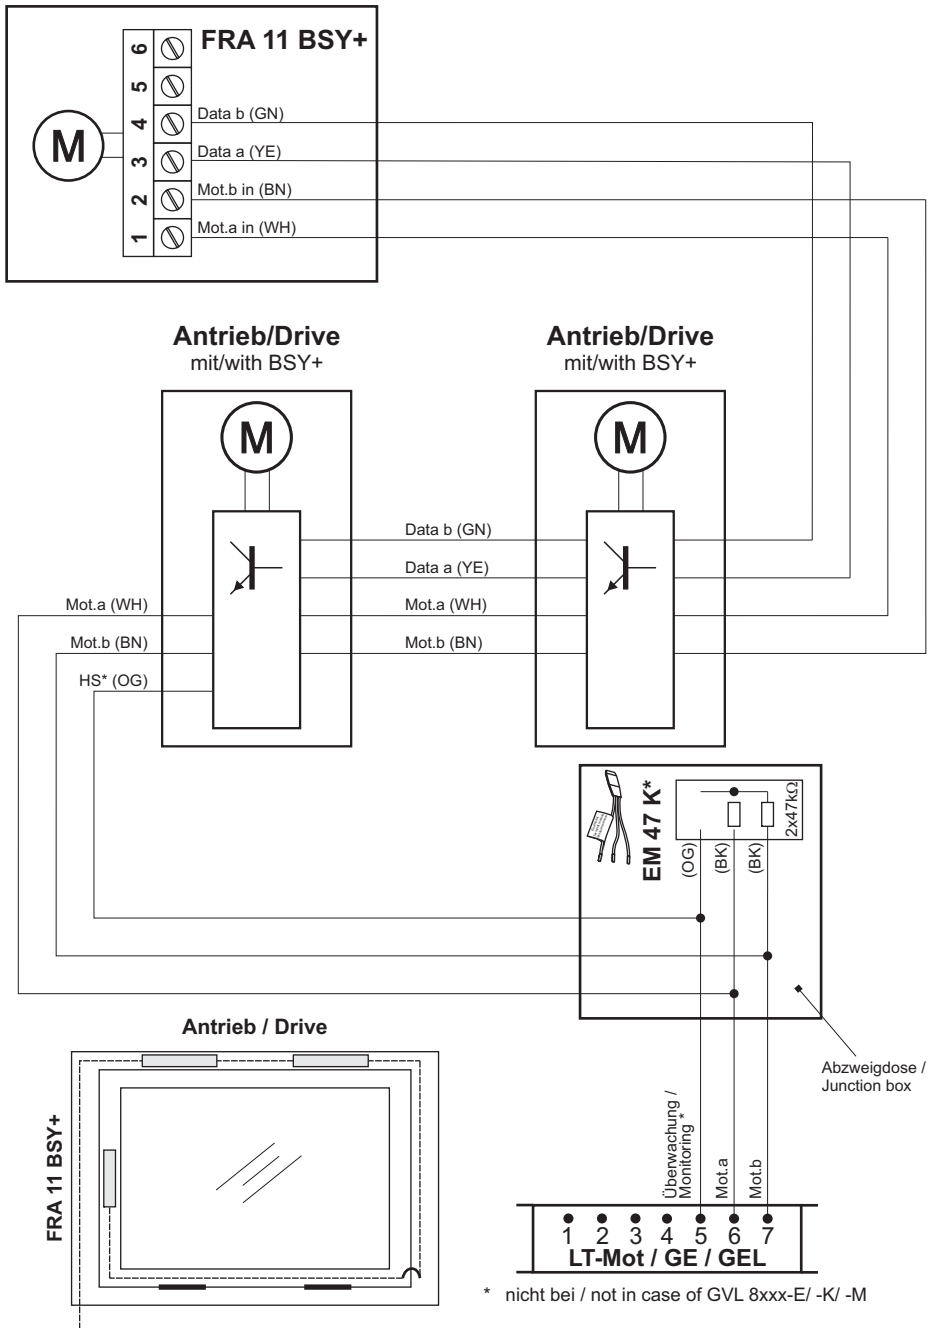 FRA 11 BSY+
6
5
4
3
2
1
M
Data b (GN)
Data a (YE)
Mot.b in (BN)
Mot.a in (WH)
Antrieb/Drive
mit/with BSY+
Antrieb/Drive
mit/with BSY+
M
M
Data b (GN)
Data a (YE)
Mot.a (WH)
Mot.a (WH)
Mot.b (BN)
Mot.b (BN)
HS* (OG)
EM 47 K*
2x47kΩ
(OG)
(BK)
(BK)
Abzweigdose /
Junction box
Antrieb / Drive
FRA 11 BSY+
Überwachung /
Monitoring *
Mot.a
Mot.b
1 2 3 4 5 6 7
LT-Mot / GE / GEL
* nicht bei / not in case of GVL 8xxx-E/ -K/ -M